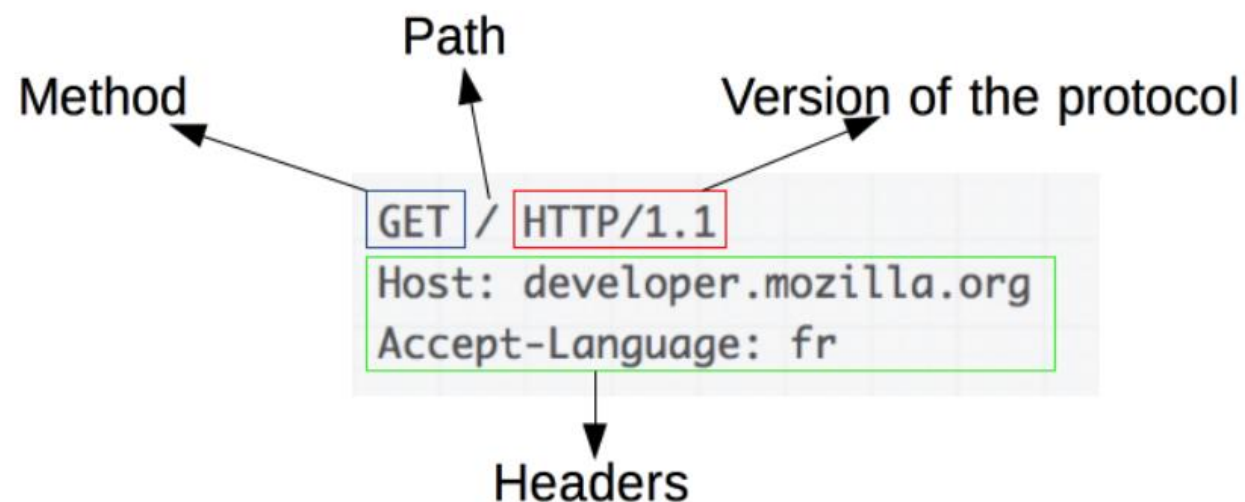 Path
Method
Version of the protocol
GET / HTTP/1.1
Host: developer.mozilla.org
Accept-Language: fr
Headers